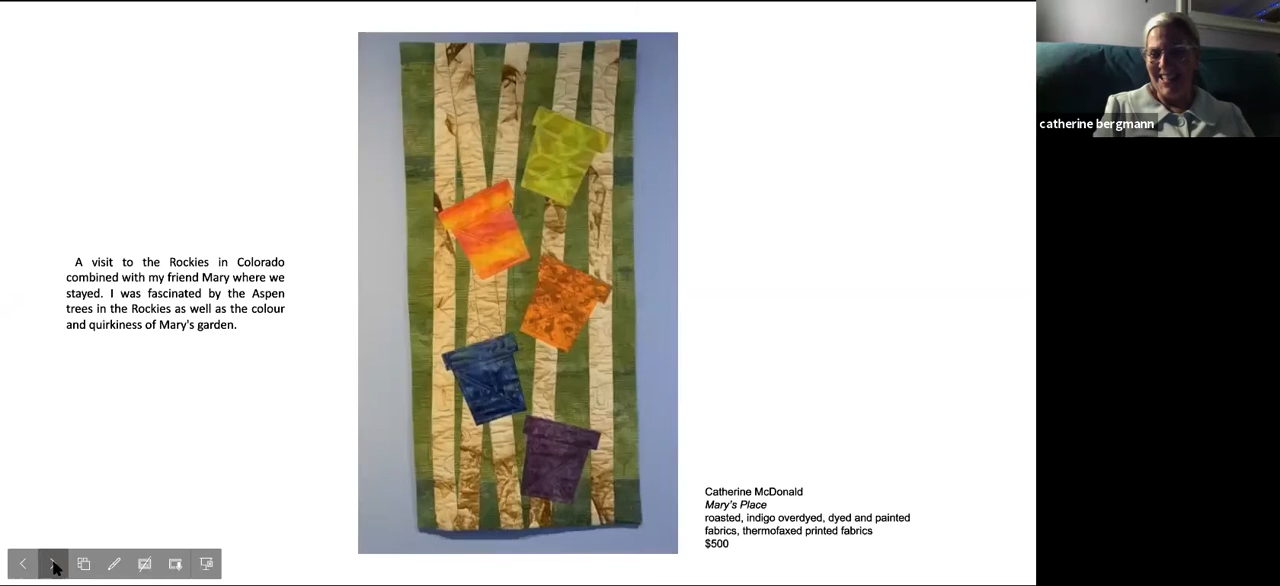 catherine bergmann
A visit to the Rockies in Colorado
combined with my friend Mary where we
stayed. I was fascinated by the Aspen
trees in the Rockies as well as the colour
and quirkiness of Mary's garden.
Catherine McDonald
Mary's Place
roasted, indigo overdyed, dyed and painted
fabrics, thermofaxed printed fabrics
$500